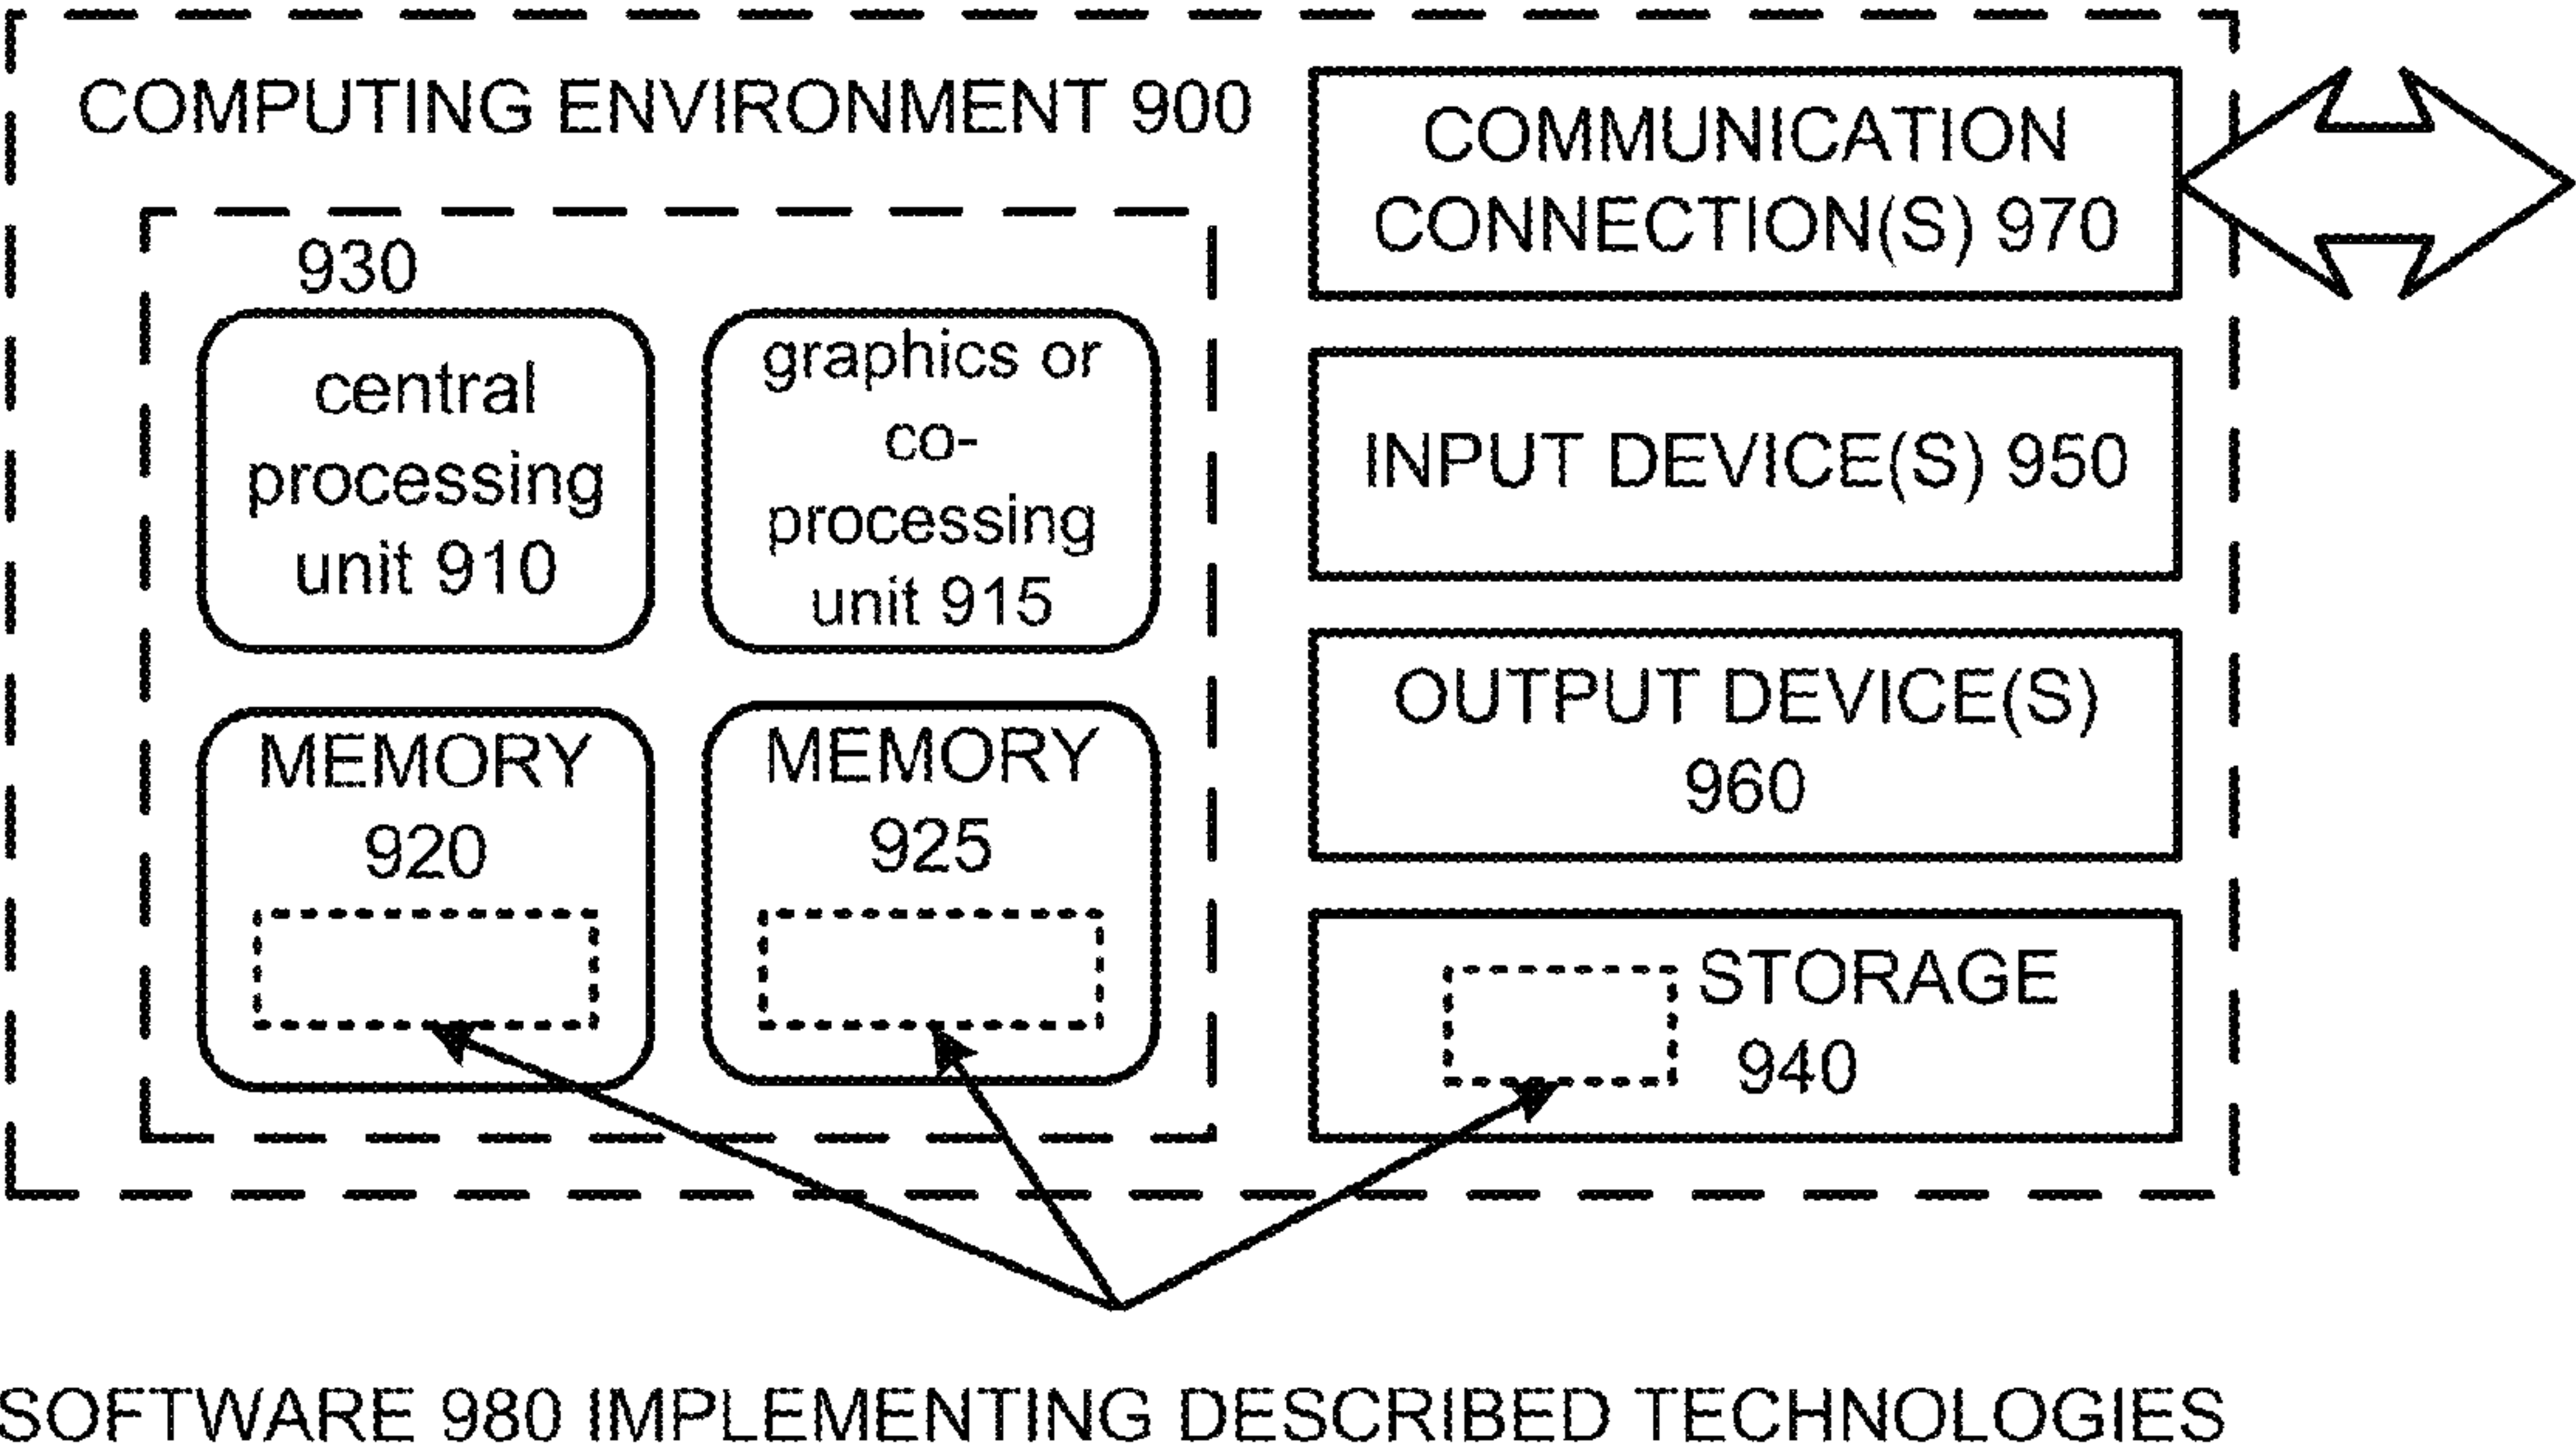 COMPUTING ENVIRONMENT 900
930
central
processing
unit 910
graphics or
co-
processing
unit 915
MEMORY
920
MEMORY
925
COMMUNICATION
CONNECTION(S) 970
INPUT DEVICE(S) 950
OUTPUT DEVICE(S)
960
STORAGE
940
SOFTWARE 980 IMPLEMENTING DESCRIBED TECHNOLOGIES